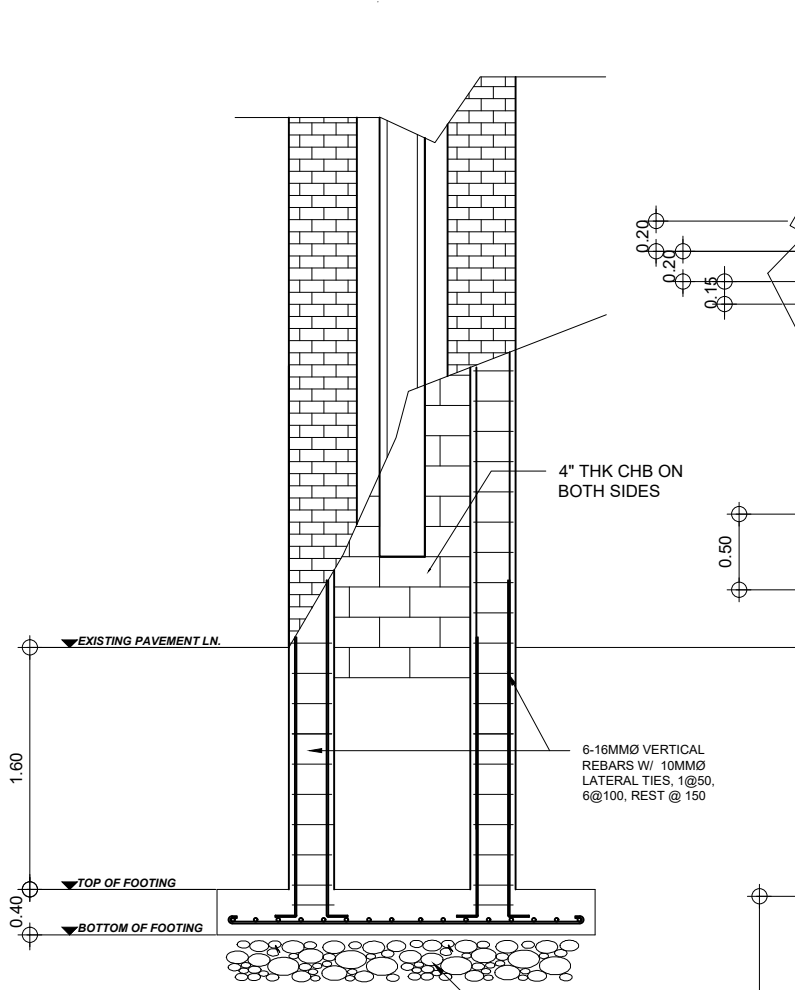 0.20
0.20
0.15
4" THK CHB ON
BOTH SIDES
0.50
EXISTING PAVEMENT LN.
1.60
6-16MMØ VERTICAL
REBARS W/ 10MMØ
LATERAL TIES, 1@50,
6@100, REST @ 150
TOP OF FOOTING
0.40
BOTTOM OF FOOTING